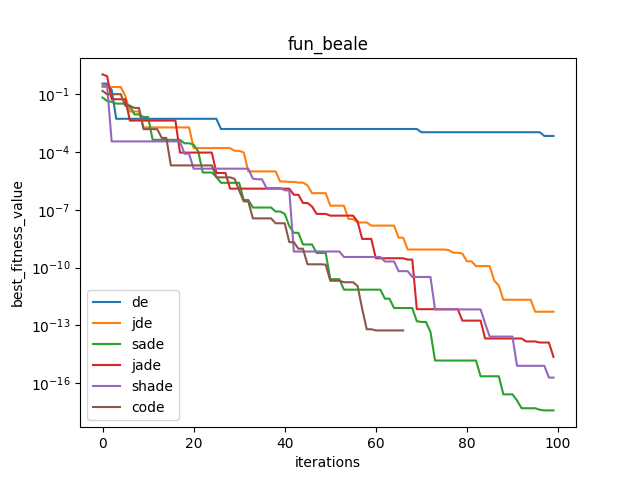 fun_beale
best_fitness_value
10⁻¹
10⁻⁴
10⁻⁷
10⁻¹⁰
10⁻¹³
10⁻¹⁶
de
jde
sade
jade
shade
code
0 20 40 60 80 100
iterations